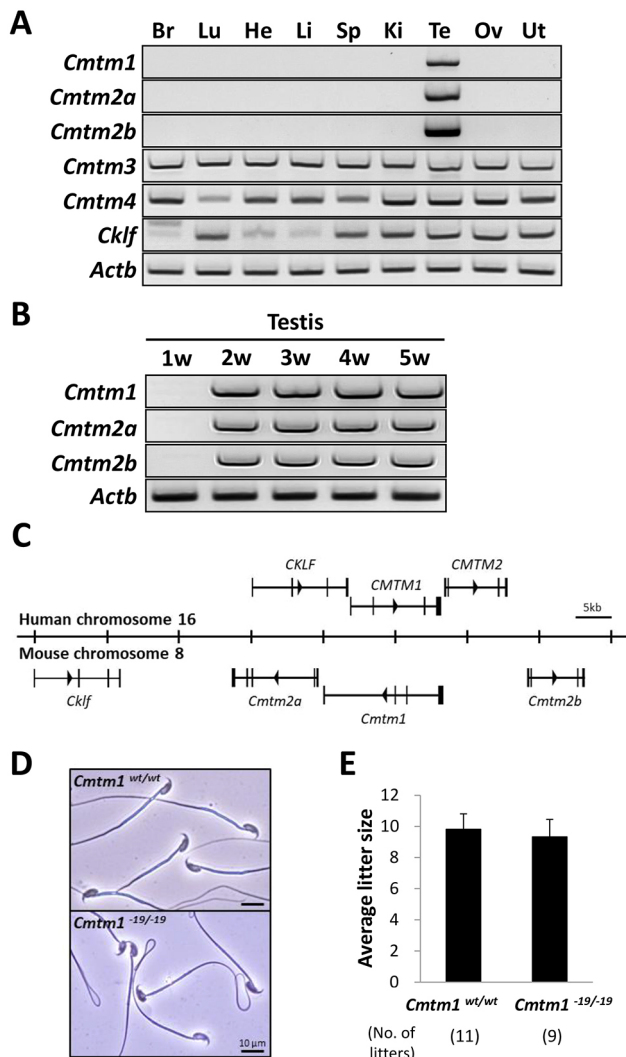 A
Br Lu He Li Sp Ki Te Ov Ut
Cmtm1
Cmtm2a
Cmtm2b
Cmtm3
Cmtm4
Cklf
Actb
B
Testis
1w 2w 3w 4w 5w
Cmtm1
Cmtm2a
Cmtm2b
Actb
C
CKLF CMTM1 CMTM2
5kb
Human chromosome 16
Mouse chromosome 8
Cklf Cmtm2a Cmtm1 Cmtm2b
D
Cmtm1 wt/wt
Cmtm1 -19/-19
10 µm
E
Average litter size
12
10
8
6
4
2
0
Cmtm1 wt/wt Cmtm1 -19/-19
(No. of litters) (11) (9)